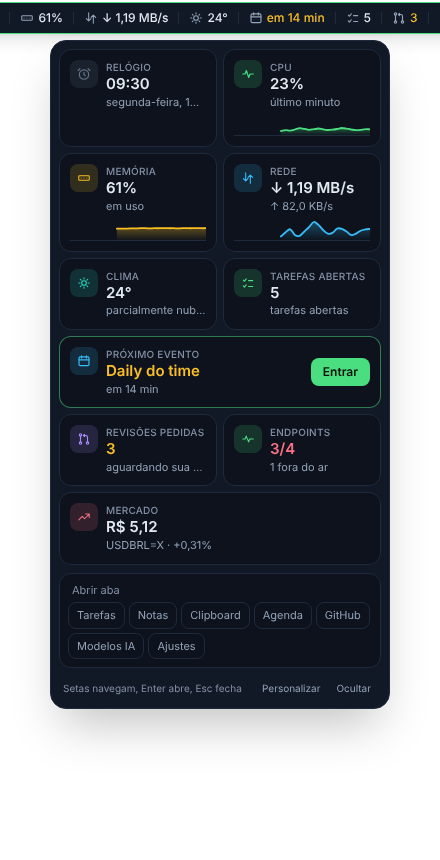 61% ↓ 1,19 MB/s 24° em 14 min 5 3
RELÓGIO
09:30
segunda-feira, 1...
CPU
23%
último minuto
MEMÓRIA
61%
em uso
REDE
↓ 1,19 MB/s
↑ 82,0 KB/s
CLIMA
24°
parcialmente nub...
TAREFAS ABERTAS
5
tarefas abertas
PRÓXIMO EVENTO
Daily do time
em 14 min
Entrar
REVISÕES PEDIDAS
3
aguardando sua ...
ENDPOINTS
3/4
1 fora do ar
MERCADO
R$ 5,12
USDBRL=X · +0,31%
Abrir aba
Tarefas Notas Clipboard Agenda GitHub
Modelos IA Ajustes
Setas navegam, Enter abre, Esc fecha Personalizar Ocultar